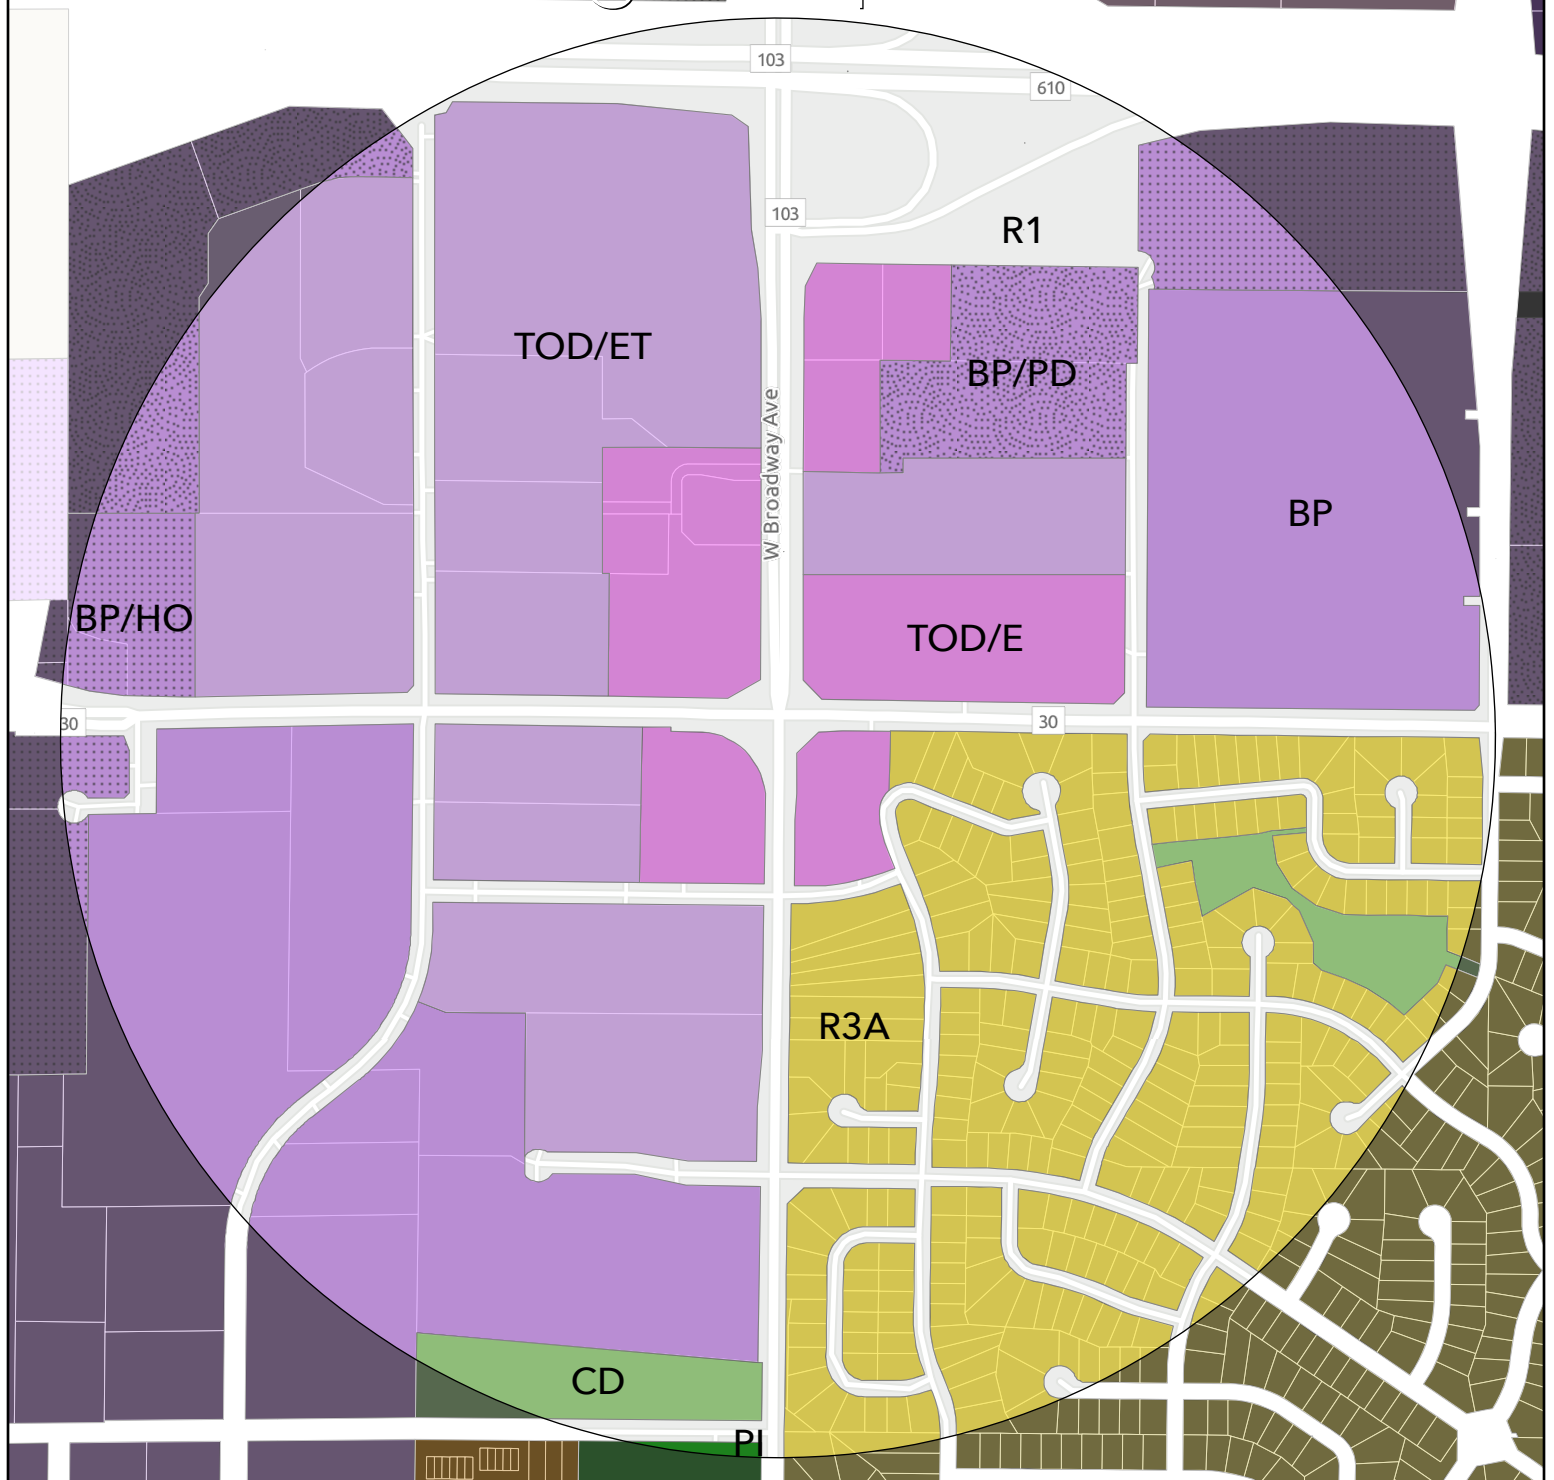 103
610
103
R1
TOD/ET
BP/PD
W Broadway Ave
BP
BP/HO
TOD/E
30
30
R3A
CD
PI